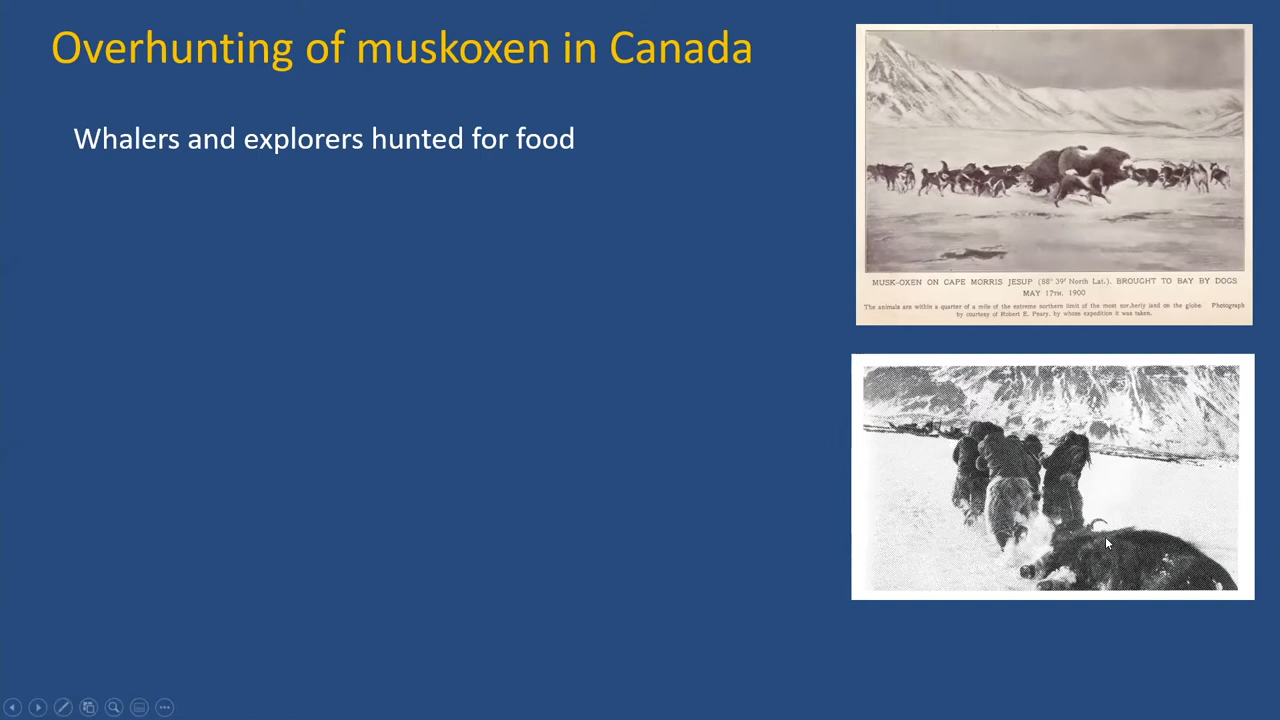 Overhunting of muskoxen in Canada
Whalers and explorers hunted for food
MUSK-OXEN ON CAPE MORRIS JESUP (88° 39' North Lat.). BROUGHT TO BAY BY DOGS
MAY 17TH, 1900
The animals are within a quarter of a mile of the extreme northern limit of the most northerly land on the globe. Photograph
by courtesy of Robert E. Peary, by whose expedition it was taken.